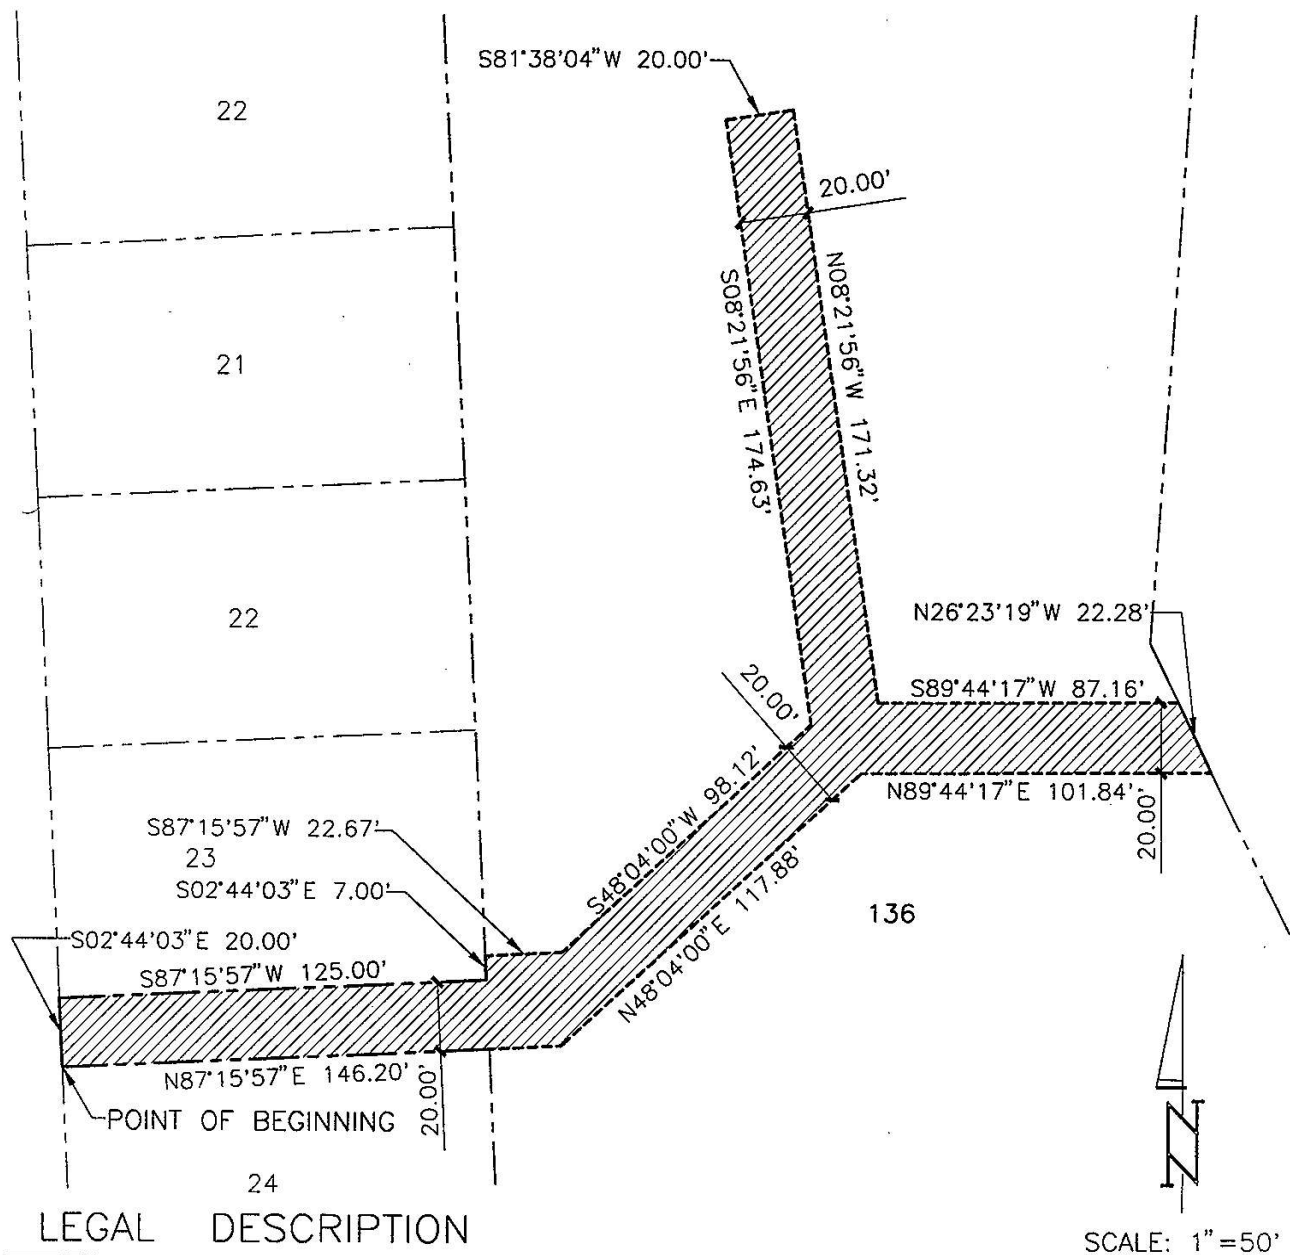 S81°38'04"W 20.00'
22
20.00'
N08°21'56"W 171.32'
S08°21'56"E 174.63'
21
N26°23'19"W 22.28'
22
S89°44'17"W 87.16'
20.00'
N89°44'17"E 101.84'
20.00'
S48°04'00"W 98.12'
S87°15'57"W 22.67'
23
S02°44'03"E 7.00'
N48°04'00"E 117.88'
136
S02°44'03"E 20.00'
S87°15'57"W 125.00'
N87°15'57"E 146.20'
20.00'
POINT OF BEGINNING
24
N
LEGAL DESCRIPTION
SCALE: 1"=50'